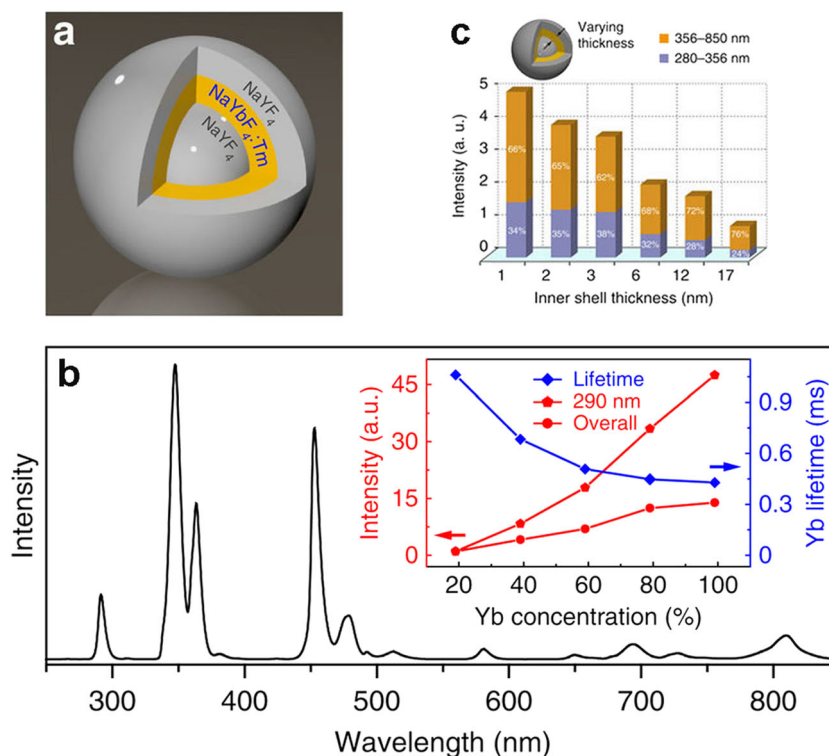 a
NaYF4
NaYbF4:Tm
NaYF4
c
Varying
thickness
356–850 nm
280–356 nm
Intensity (a. u.)
5
4
3
2
1
0
66%
34%
65%
35%
62%
38%
68%
32%
72%
28%
76%
24%
1 2 3 6 12 17
Inner shell thickness (nm)
b
Intensity
300 400 500 600 700 800
Wavelength (nm)
Lifetime
290 nm
Overall
Intensity (a.u.)
45
30
15
0
Yb lifetime (ms)
0.9
0.6
0.3
0
20 40 60 80 100
Yb concentration (%)